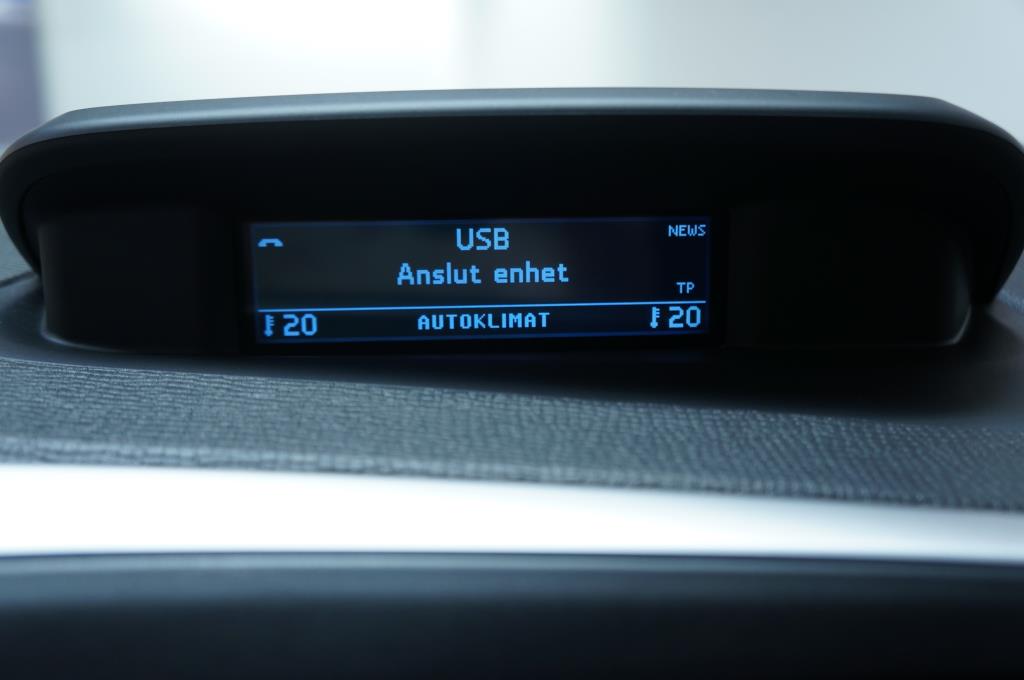 USB
NEWS
Anslut enhet
TP
20 AUTOKLIMAT 20